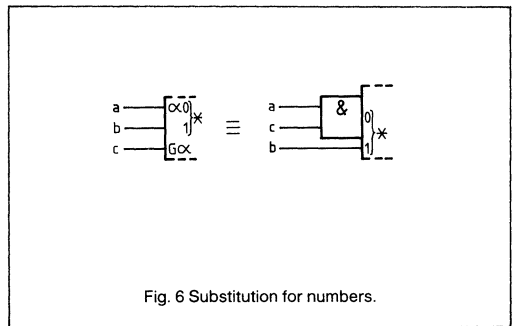 a α0
b 1 } *
c Gα
≡
a &
c 0
b 1 } *
Fig. 6 Substitution for numbers.